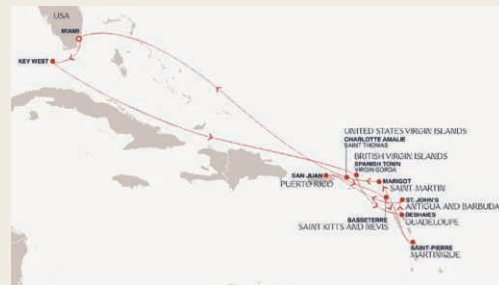 USA
MIAMI
KEY WEST
UNITED STATES VIRGIN ISLANDS
CHARLOTTE AMALIE
SAINT THOMAS
BRITISH VIRGIN ISLANDS
SPANISH TOWN
VIRGIN GORDA
SAN JUAN
PUERTO RICO
MARIGOT
SAINT MARTIN
ST. JOHN'S
ANTIGUA AND BARBUDA
BASSETERRE
SAINT KITTS AND NEVIS
DESHAIES
GUADELOUPE
SAINT-PIERRE
MARTINIQUE